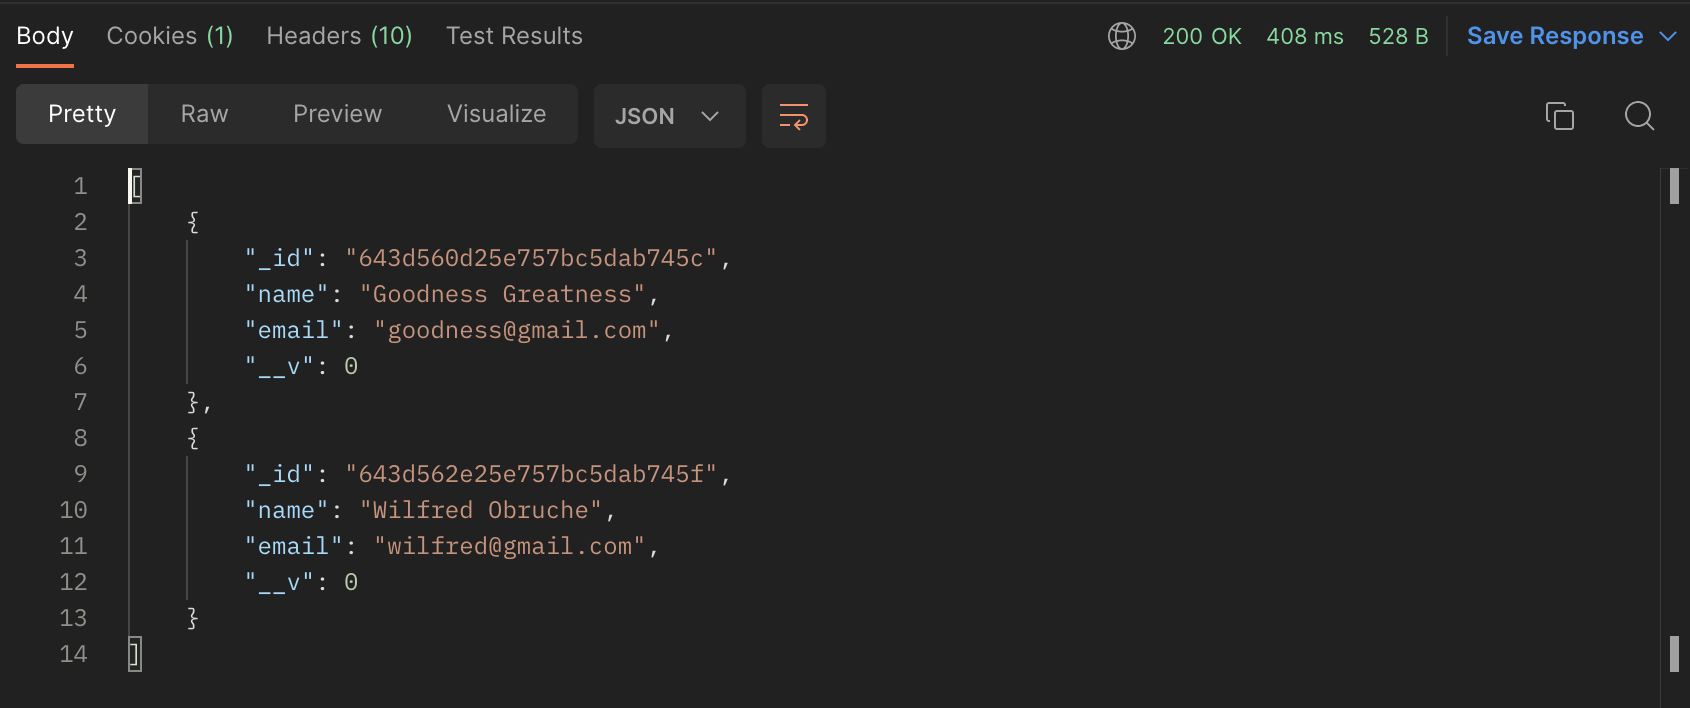 Body Cookies (1) Headers (10) Test Results 200 OK 408 ms 528 B Save Response
Pretty Raw Preview Visualize JSON
1 [
2 {
3 "_id": "643d560d25e757bc5dab745c",
4 "name": "Goodness Greatness",
5 "email": "goodness@gmail.com",
6 "__v": 0
7 },
8 {
9 "_id": "643d562e25e757bc5dab745f",
10 "name": "Wilfred Obruche",
11 "email": "wilfred@gmail.com",
12 "__v": 0
13 }
14 ]